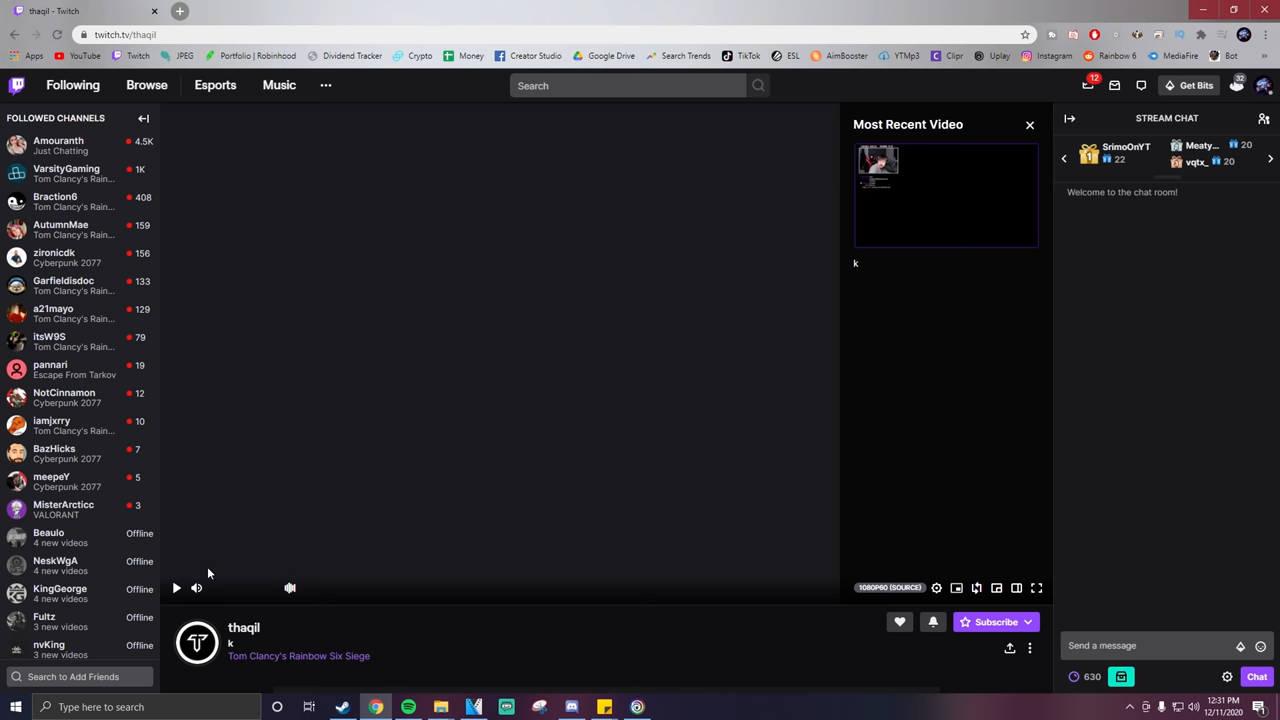 thaqil - Twitch
twitch.tv/thaqil
Apps
YouTube
Twitch
JPEG
Portfolio | Robinhood
Dividend Tracker
Crypto
Money
Creator Studio
Google Drive
Search Trends
TikTok
ESL
AimBooster
YTMp3
Clipr
Uplay
Instagram
Rainbow 6
MediaFire
Bot
Following
Browse
Esports
Music
Search
12
Get Bits
32
FOLLOWED CHANNELS
Amouranth
4.5K
Just Chatting
VarsityGaming
1K
Tom Clancy's Rain...
Braction6
408
Tom Clancy's Rain...
AutumnMae
159
Tom Clancy's Rain...
zironicdk
156
Cyberpunk 2077
Garfieldisdoc
133
Tom Clancy's Rain...
a21mayo
129
Tom Clancy's Rain...
itsW9S
79
Tom Clancy's Rain...
pannari
19
Escape From Tarkov
NotCinnamon
12
Cyberpunk 2077
iamjxrry
10
Tom Clancy's Rain...
BazHicks
7
Cyberpunk 2077
meepeY
5
Cyberpunk 2077
MisterArcticc
3
VALORANT
Beaulo
Offline
4 new videos
NeskWgA
Offline
4 new videos
KingGeorge
Offline
4 new videos
Fultz
Offline
3 new videos
nvKing
Offline
3 new videos
Search to Add Friends
Most Recent Video
k
1080P60 (SOURCE)
thaqil
k
Tom Clancy's Rainbow Six Siege
Subscribe
STREAM CHAT
1
SrimoOnYT
22
Meaty...
20
vqtx_
20
Welcome to the chat room!
Send a message
630
Chat
Type here to search
12:31 PM
12/11/2020